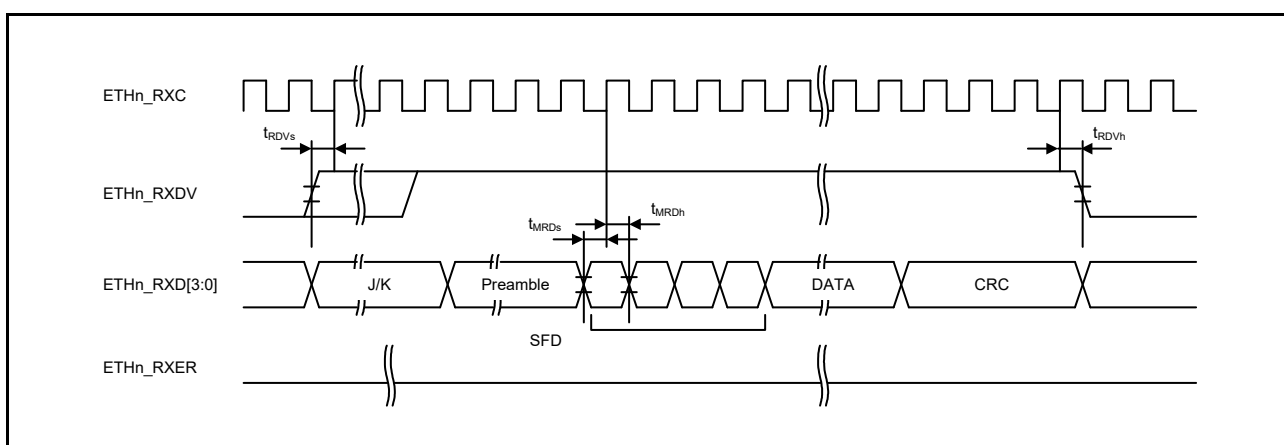 ETHn_RXC
tRDVs
tRDVh
ETHn_RXDV
tMRDs
tMRDh
ETHn_RXD[3:0]
J/K
Preamble
DATA
CRC
SFD
ETHn_RXER